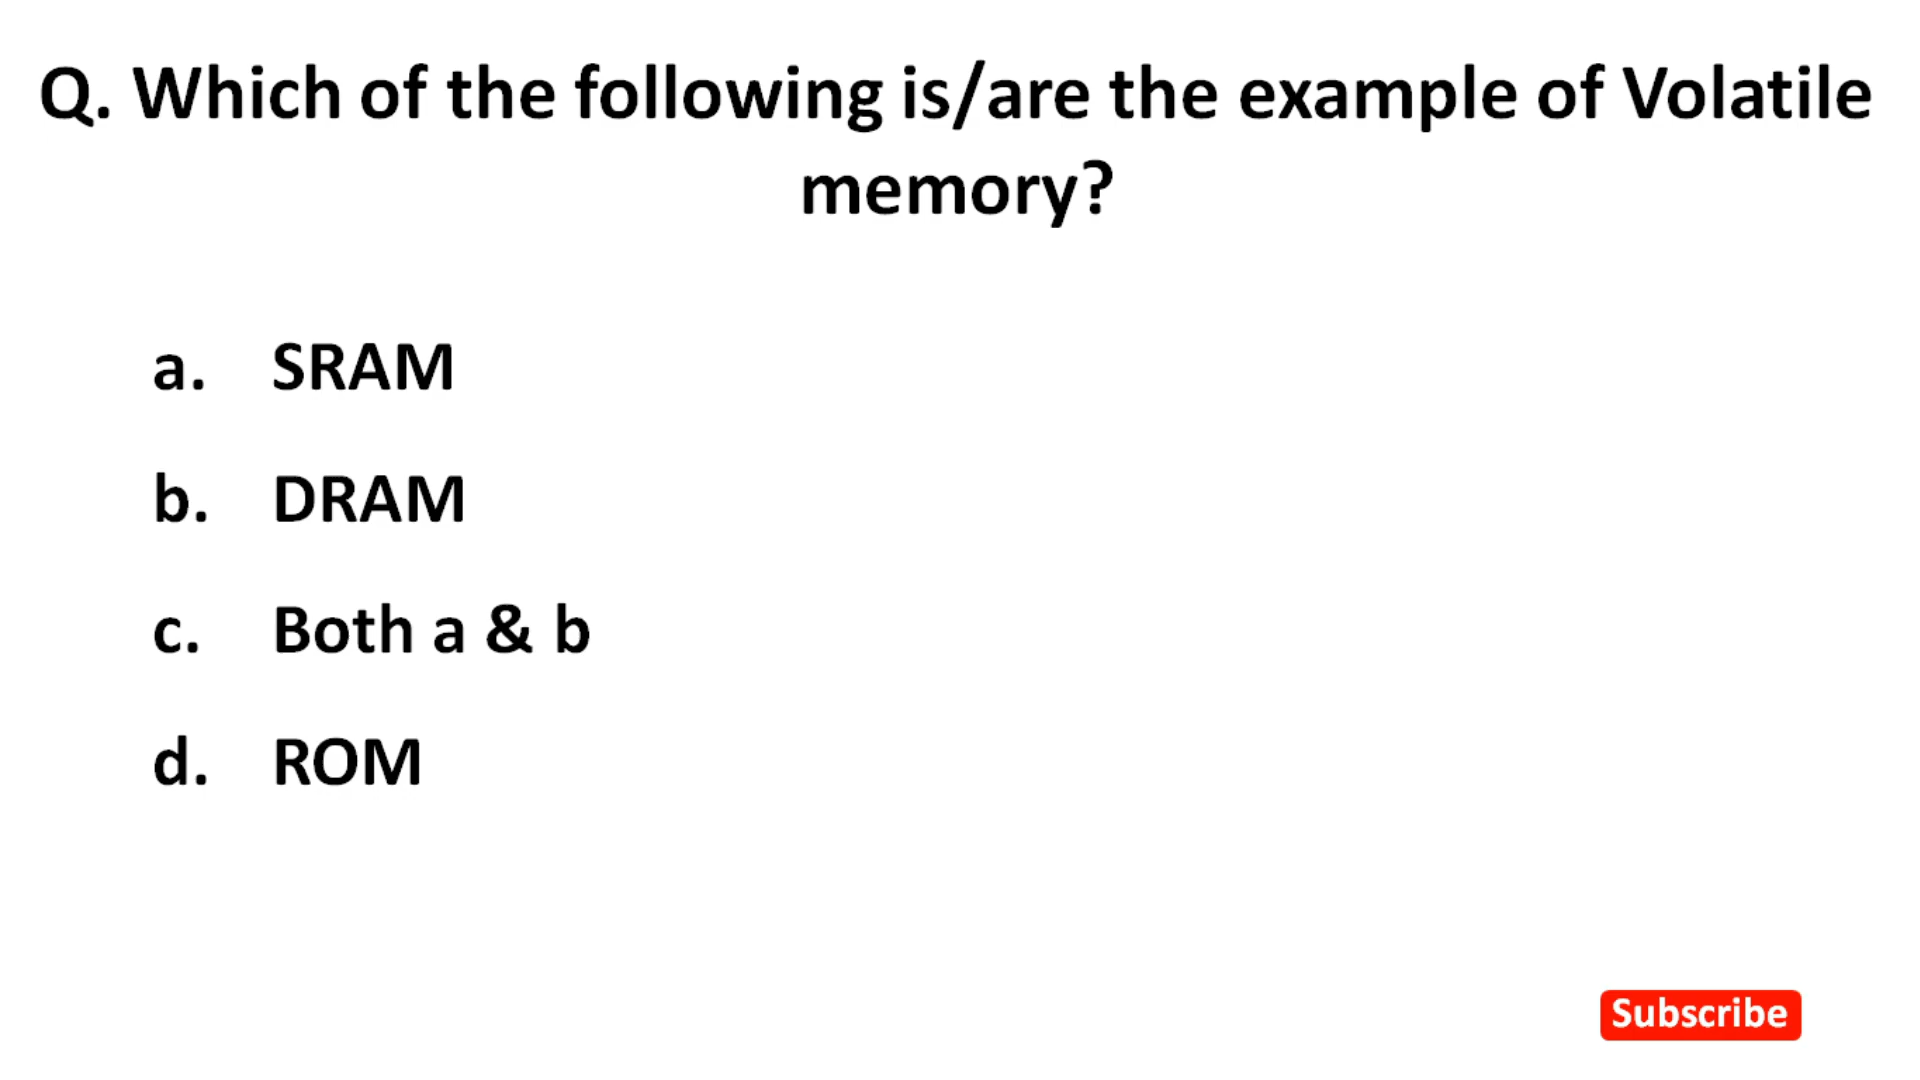 Q. Which of the following is/are the example of Volatile
memory?
a. SRAM
b. DRAM
c. Both a & b
d. ROM
Subscribe